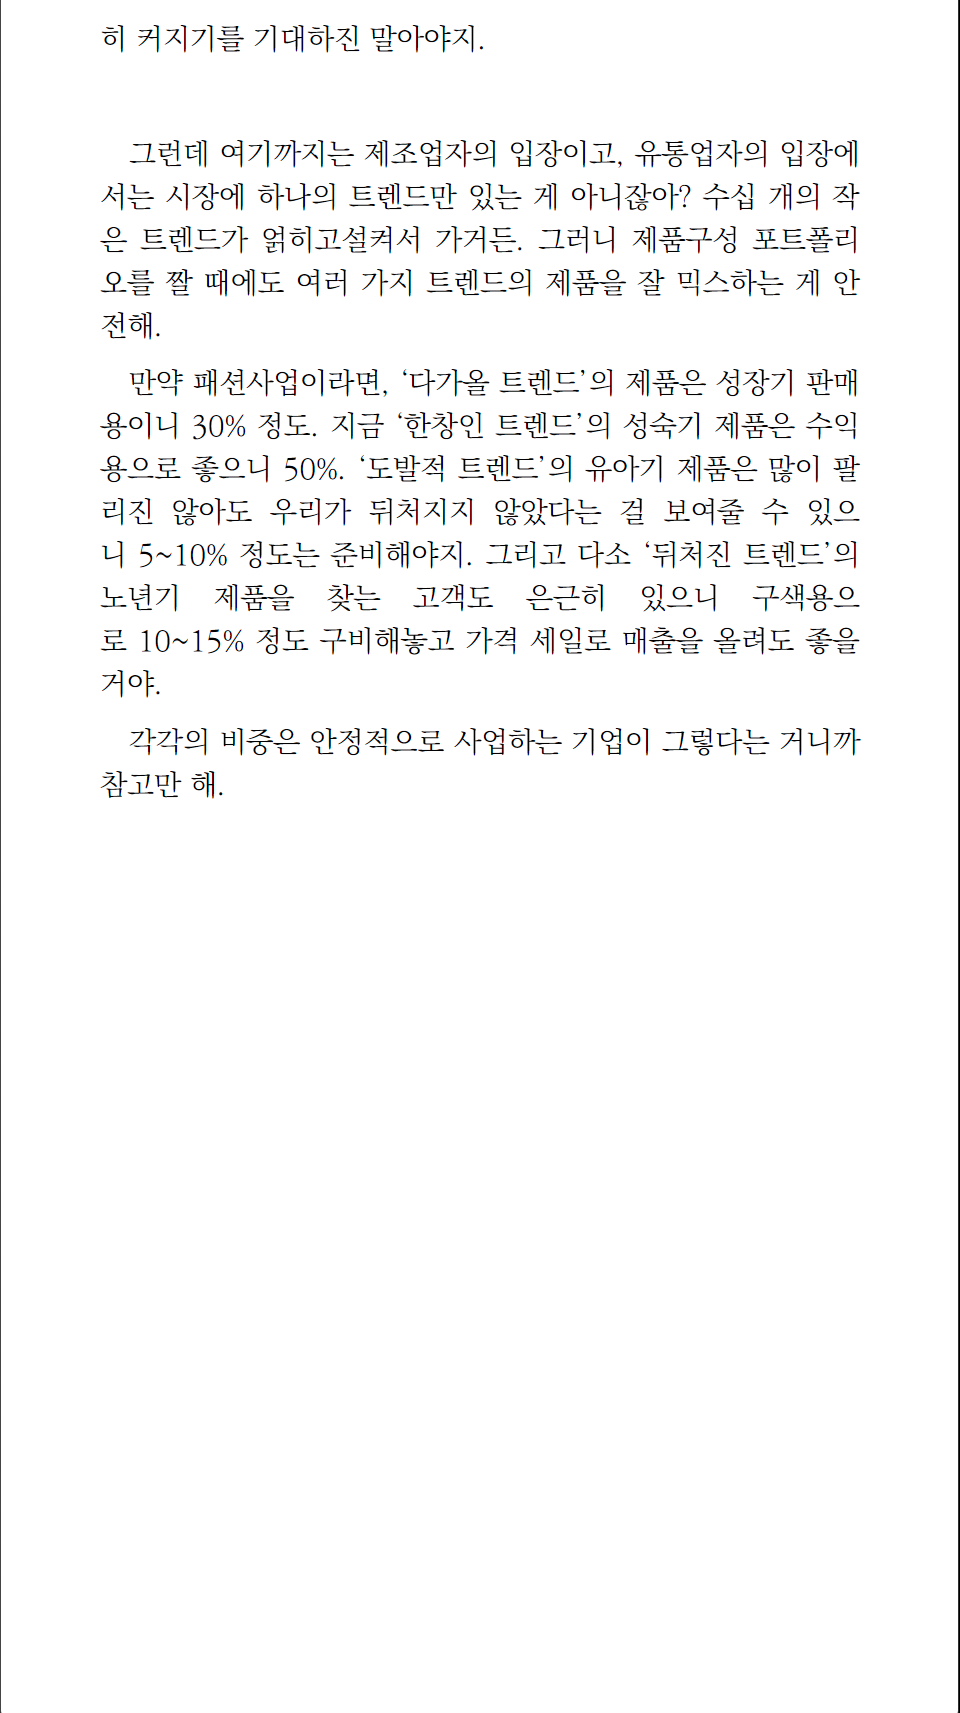 히 커지기를 기대하진 말아야지.
그런데 여기까지는 제조업자의 입장이고, 유통업자의 입장에
서는 시장에 하나의 트렌드만 있는 게 아니잖아? 수십 개의 작
은 트렌드가 얽히고설켜서 가거든. 그러니 제품구성 포트폴리
오를 짤 때에도 여러 가지 트렌드의 제품을 잘 믹스하는 게 안
전해.
만약 패션사업이라면, ‘다가올 트렌드’의 제품은 성장기 판매
용이니 30% 정도. 지금 ‘한창인 트렌드’의 성숙기 제품은 수익
용으로 좋으니 50%. ‘도발적 트렌드’의 유아기 제품은 많이 팔
리진 않아도 우리가 뒤처지지 않았다는 걸 보여줄 수 있으
니 5~10% 정도는 준비해야지. 그리고 다소 ‘뒤처진 트렌드’의
노년기 제품을 찾는 고객도 은근히 있으니 구색용으
로 10~15% 정도 구비해놓고 가격 세일로 매출을 올려도 좋을
거야.
각각의 비중은 안정적으로 사업하는 기업이 그렇다는 거니까
참고만 해.